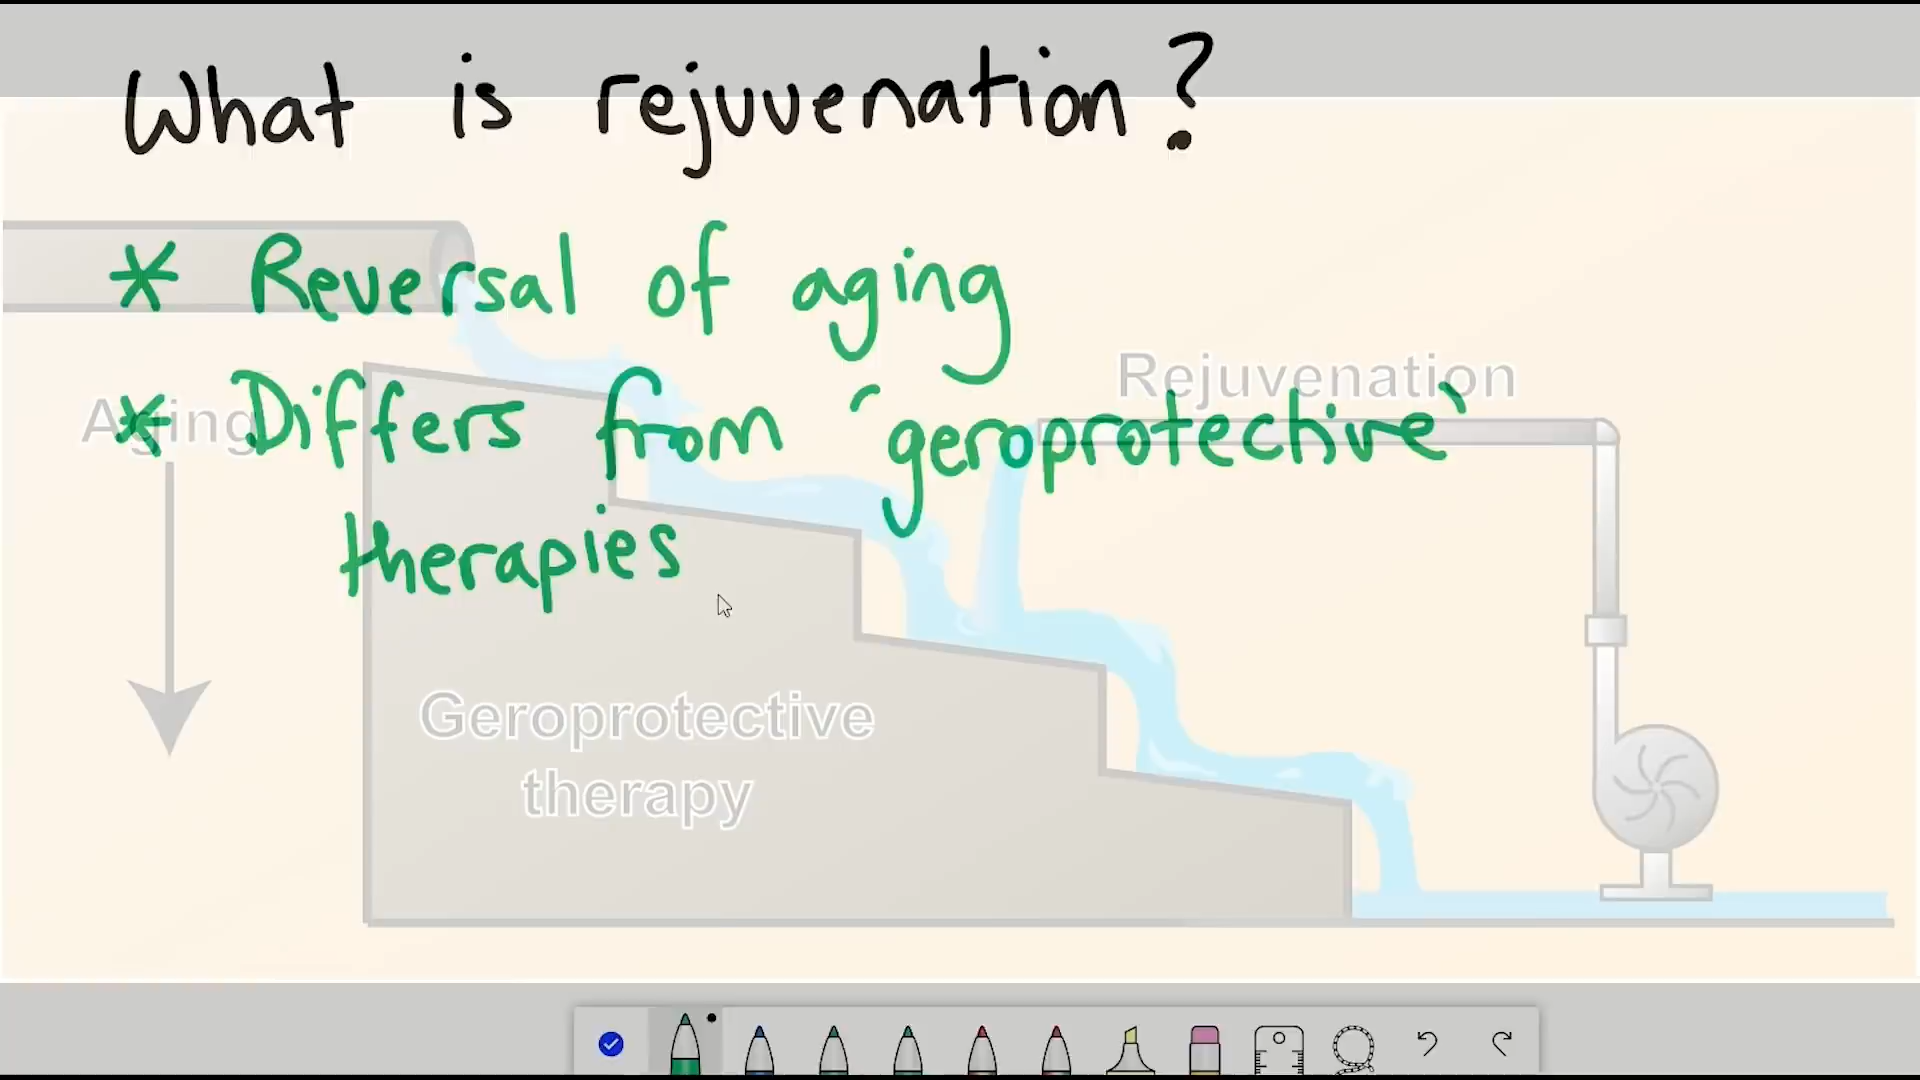 What is rejuvenation?
* Reversal of aging
Rejuvenation
Aging
* Differs from 'geroprotective'
therapies
Geroprotective
therapy